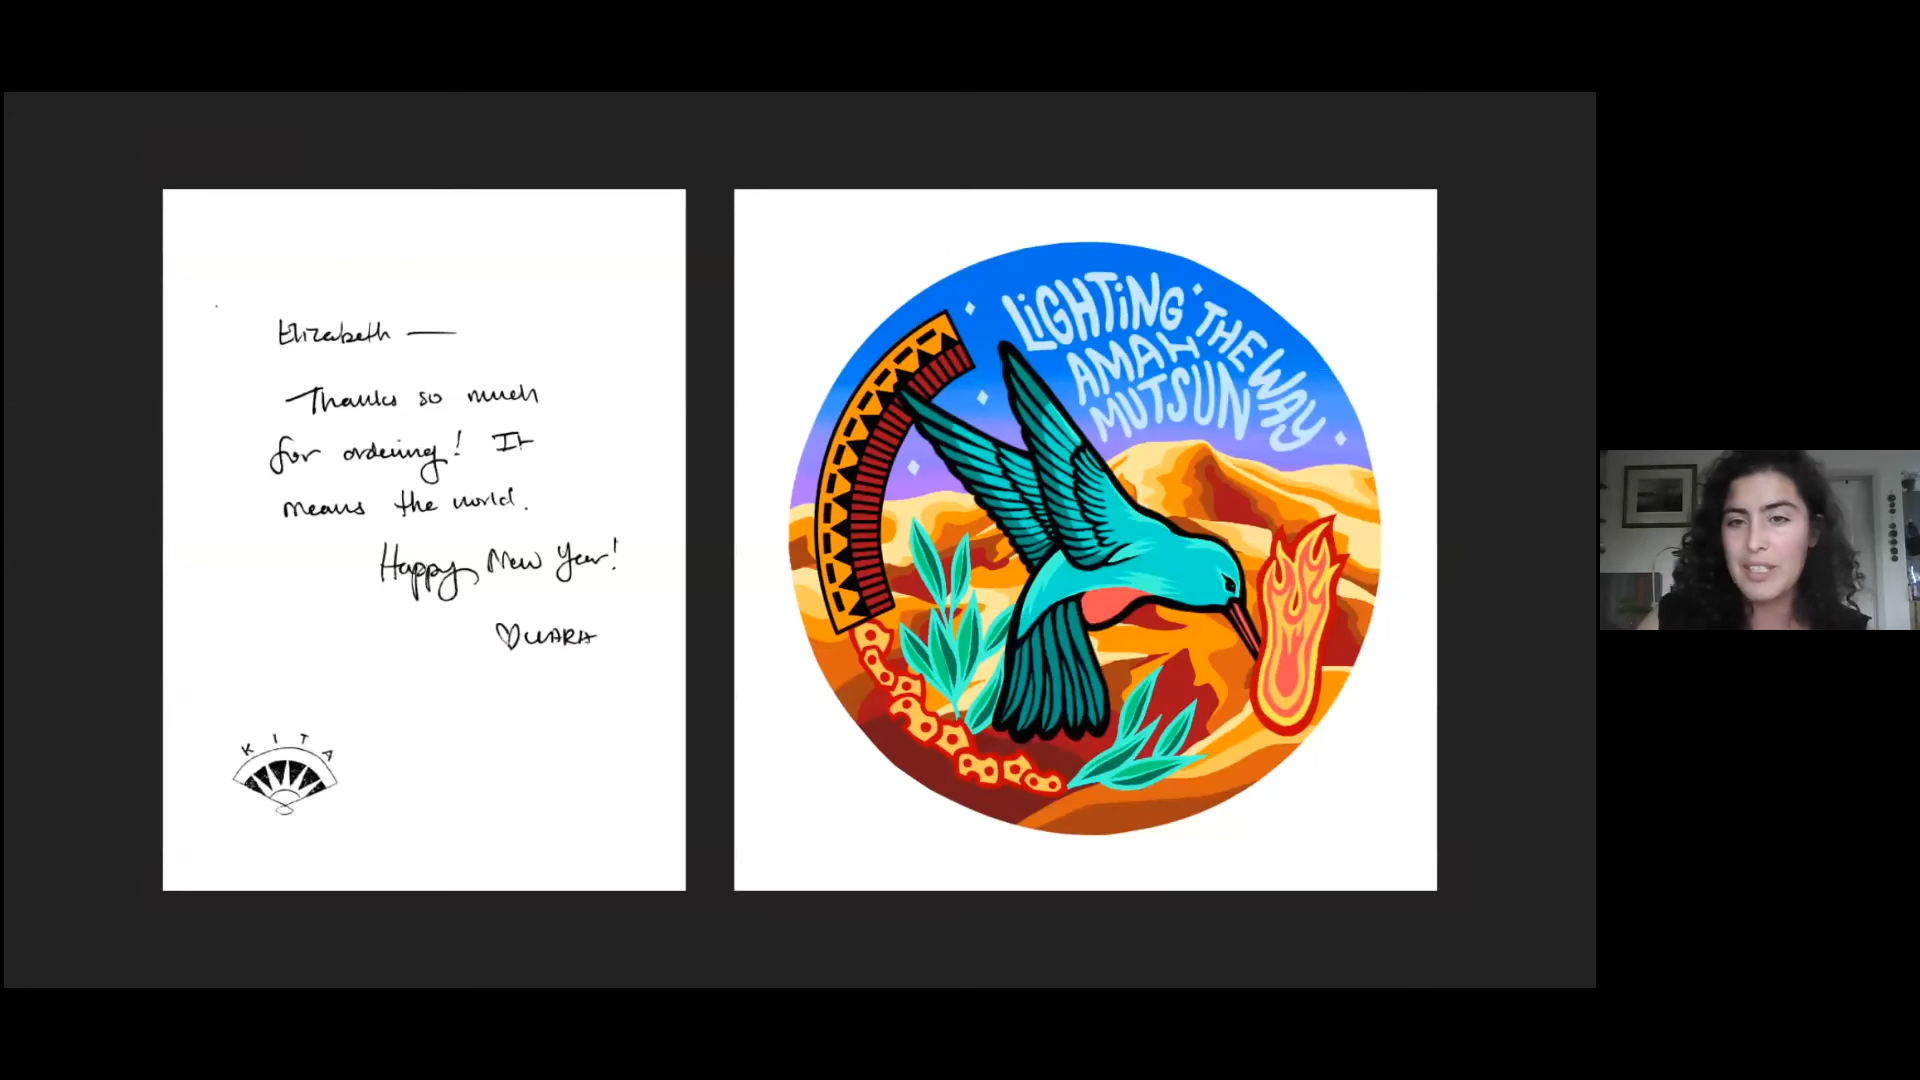 Elizabeth —
Thanks so much
for ordering! It
means the world.
Happy New Year!
♡
KITA
LIGHTING THE WAY
AMAH
MUTSUN